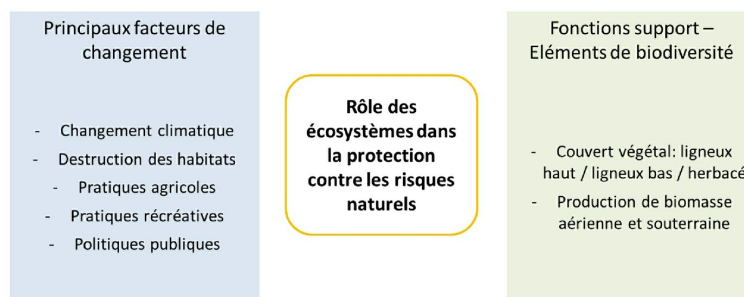 Principaux facteurs de
changement
- Changement climatique
- Destruction des habitats
- Pratiques agricoles
- Pratiques récréatives
- Politiques publiques
Rôle des
écosystèmes dans
la protection
contre les risques
naturels
Fonctions support –
Eléments de biodiversité
- Couvert végétal: ligneux
haut / ligneux bas / herbacé
- Production de biomasse
aérienne et souterraine